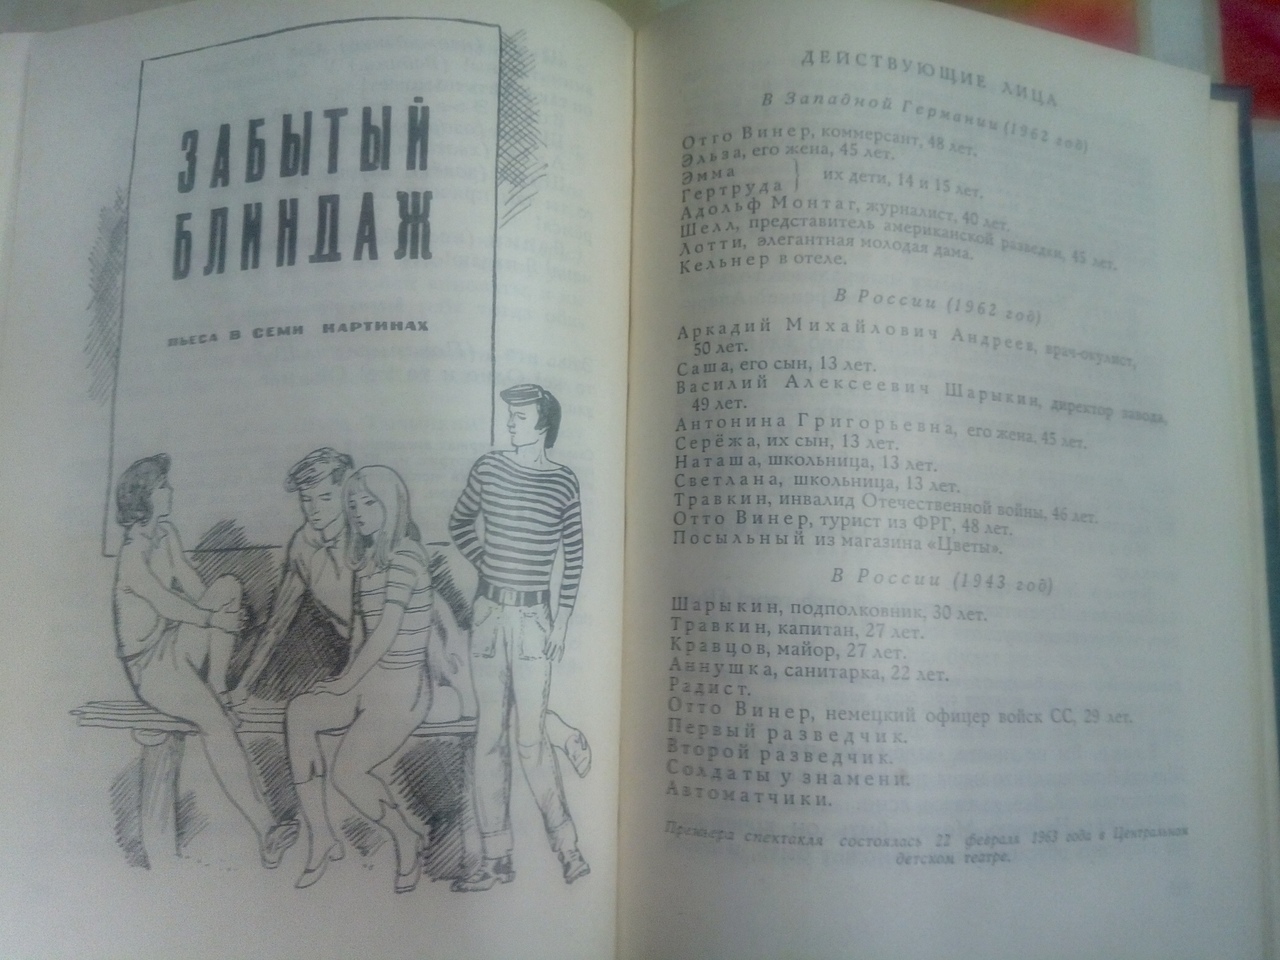 ЗАБЫТЫЙ
БЛИНДАЖ
ПЬЕСА В СЕМИ КАРТИНАХ
ДЕЙСТВУЮЩИЕ ЛИЦА
В Западной Германии (1962 год)
Отто Винер, коммерсант, 48 лет.
Эльза, его жена, 45 лет.
Эмма
Гертруда } их дети, 14 и 15 лет.
Адольф Монтаг, журналист, 40 лет.
Шелл, представитель американской разведки, 45 лет.
Лотти, элегантная молодая дама.
Кельнер в отеле.
В России (1962 год)
Аркадий Михайлович Андреев, врач-окулист,
50 лет.
Саша, его сын, 13 лет.
Василий Алексеевич Шарыкин, директор завода,
49 лет.
Антонина Григорьевна, его жена, 45 лет.
Серёжа, их сын, 13 лет.
Наташа, школьница, 13 лет.
Светлана, школьница, 13 лет.
Травкин, инвалид Отечественной войны, 46 лет.
Отто Винер, турист из ФРГ, 48 лет.
Посыльный из магазина «Цветы».
В России (1943 год)
Шарыкин, подполковник, 30 лет.
Травкин, капитан, 27 лет.
Кравцов, майор, 27 лет.
Аннушка, санитарка, 22 лет.
Радист.
Отто Винер, немецкий офицер войск СС, 29 лет.
Первый разведчик.
Второй разведчик.
Солдаты у знамени.
Автоматчики.
Премьера спектакля состоялась 22 февраля 1963 года в Центральном
детском театре.